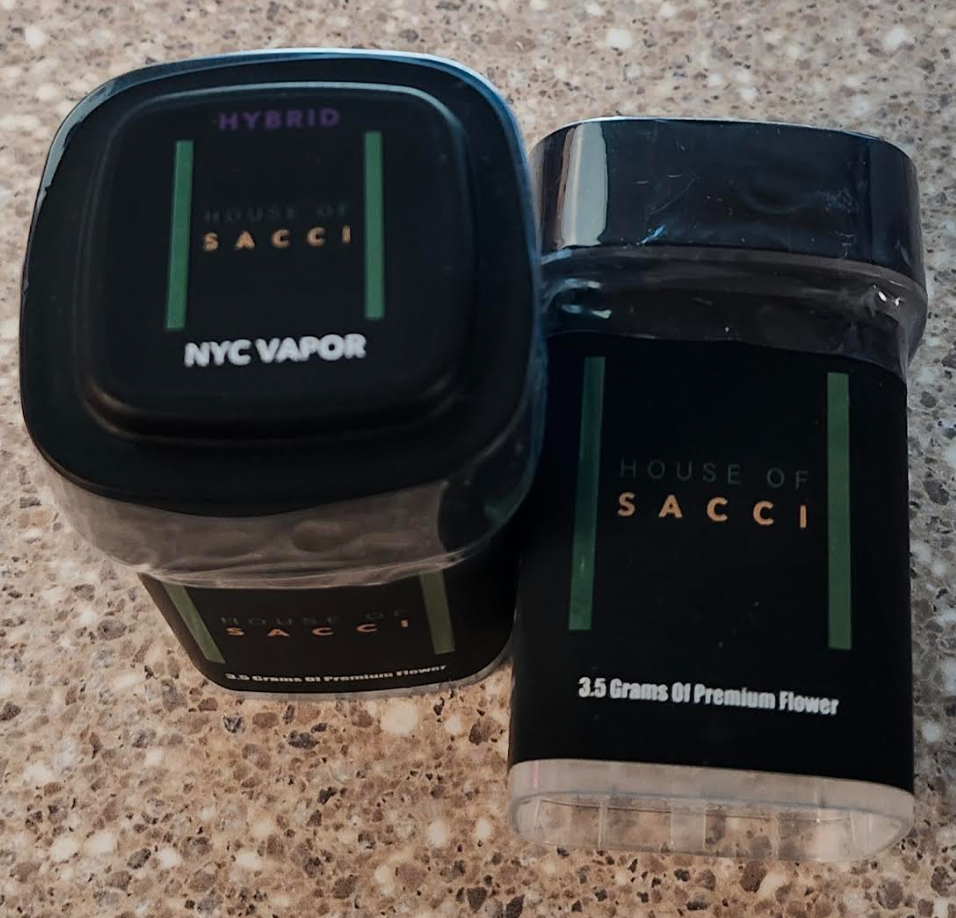 HYBRID
HOUSE OF
SACCI
NYC VAPOR
HOUSE OF
SACCI
3.5 Grams Of Premium Flower
HOUSE OF
SACCI
3.5 Grams Of Premium Flower